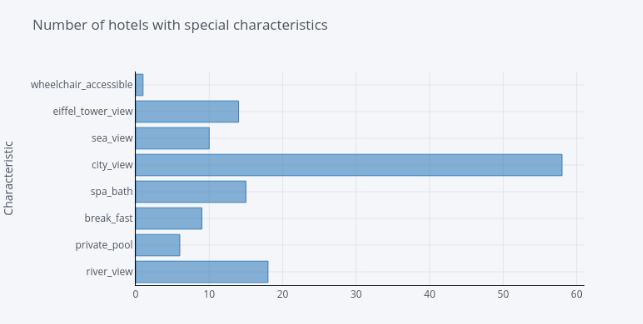 Number of hotels with special characteristics
Characteristic
wheelchair_accessible
eiffel_tower_view
sea_view
city_view
spa_bath
break_fast
private_pool
river_view
0 10 20 30 40 50 60